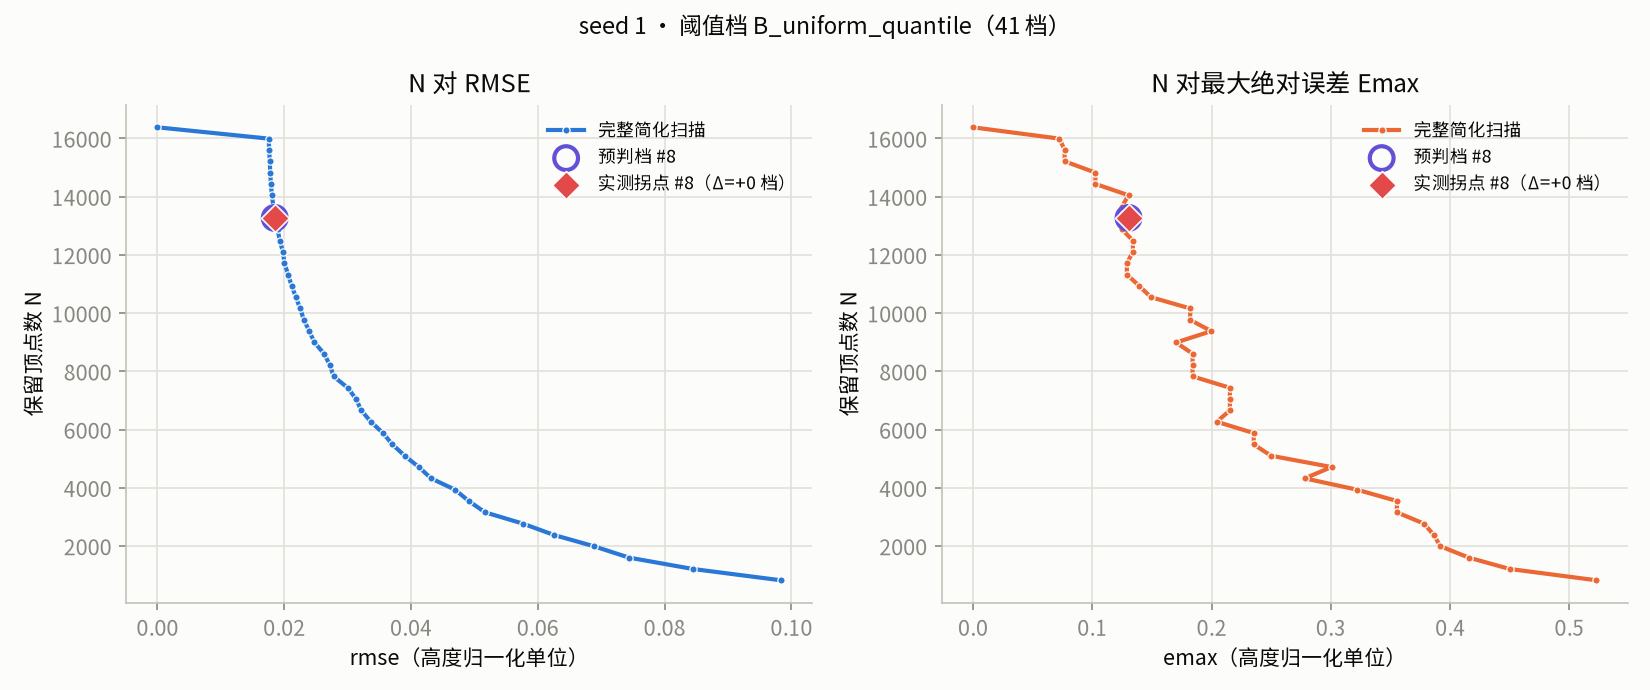 seed 1 · 阈值档 B_uniform_quantile（41 档）
N 对 RMSE
完整简化扫描
预判档 #8
实测拐点 #8（Δ=+0 档）
保留顶点数 N
16000
14000
12000
10000
8000
6000
4000
2000
0.00 0.02 0.04 0.06 0.08 0.10
rmse（高度归一化单位）
N 对最大绝对误差 Emax
完整简化扫描
预判档 #8
实测拐点 #8（Δ=+0 档）
保留顶点数 N
16000
14000
12000
10000
8000
6000
4000
2000
0.0 0.1 0.2 0.3 0.4 0.5
emax（高度归一化单位）